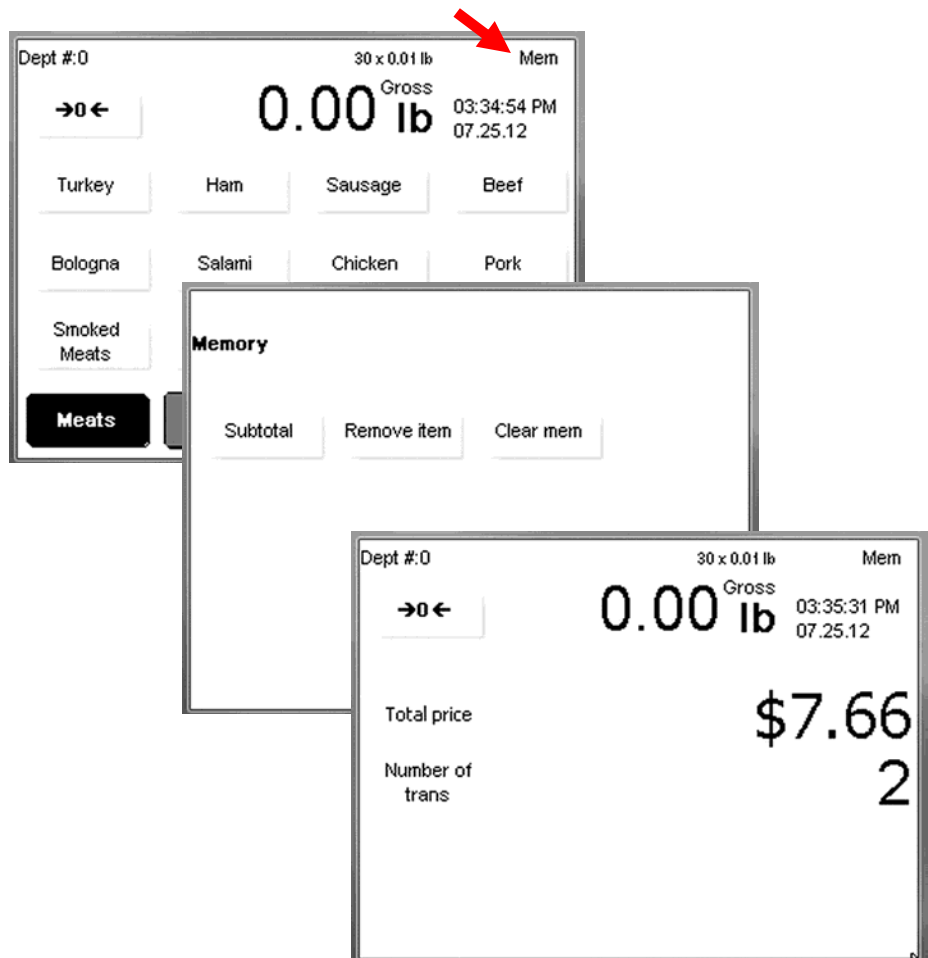 Dept #:0 30 x 0.01 lb Mem
→0← 0.00 Gross lb 03:34:54 PM
07.25.12
Turkey Ham Sausage Beef
Bologna Salami Chicken Pork
Smoked
Meats
Meats
Memory
Subtotal Remove item Clear mem
Dept #:0 30 x 0.01 lb Mem
→0← 0.00 Gross lb 03:35:31 PM
07.25.12
Total price $7.66
Number of
trans 2